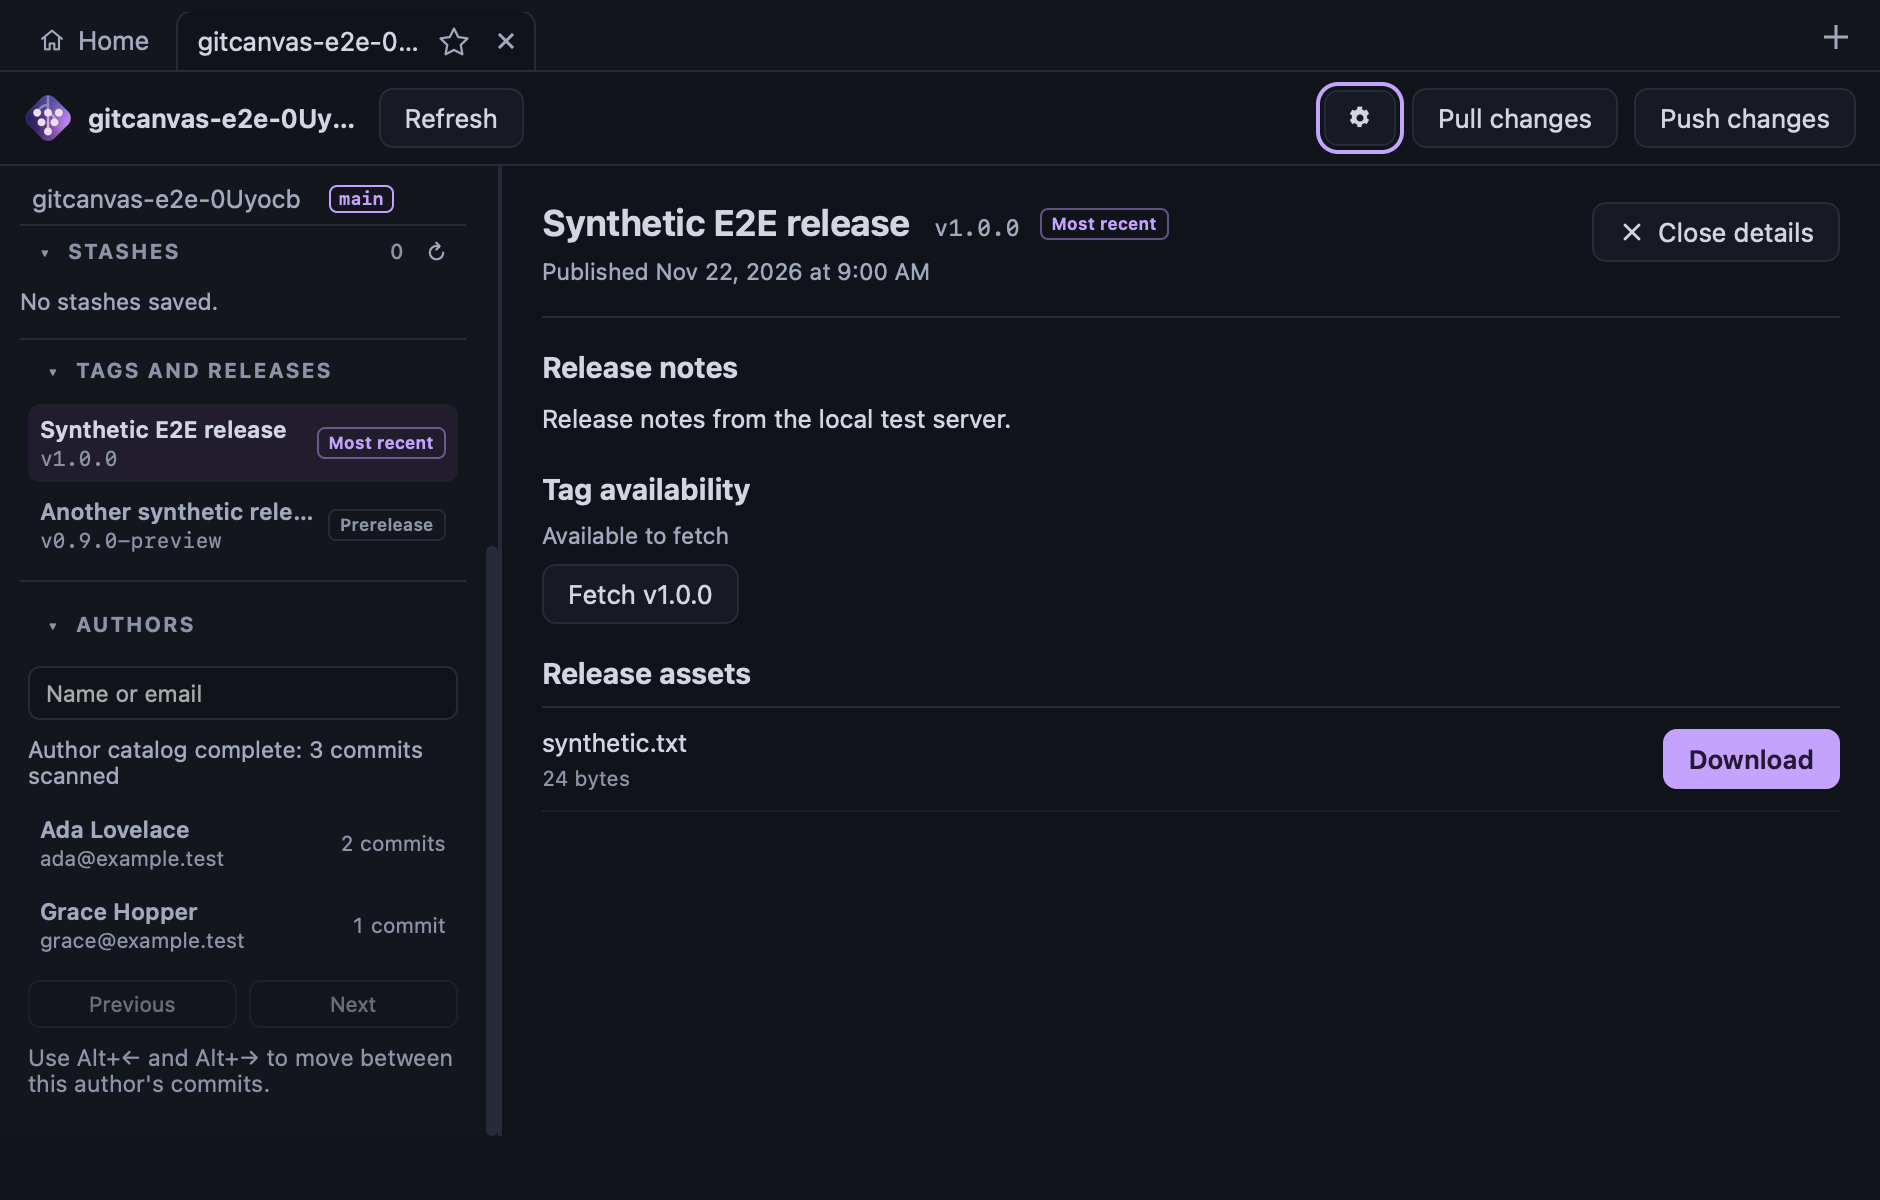 Home
gitcanvas-e2e-0...
gitcanvas-e2e-0Uy...
Refresh
Pull changes
Push changes
gitcanvas-e2e-0Uyocb
main
STASHES
0
No stashes saved.
TAGS AND RELEASES
Synthetic E2E release
v1.0.0
Most recent
Another synthetic rele...
v0.9.0-preview
Prerelease
AUTHORS
Name or email
Author catalog complete: 3 commits
scanned
Ada Lovelace
ada@example.test
2 commits
Grace Hopper
grace@example.test
1 commit
Previous
Next
Use Alt+← and Alt+→ to move between
this author's commits.
Synthetic E2E release v1.0.0 Most recent
Published Nov 22, 2026 at 9:00 AM
Close details
Release notes
Release notes from the local test server.
Tag availability
Available to fetch
Fetch v1.0.0
Release assets
synthetic.txt
24 bytes
Download